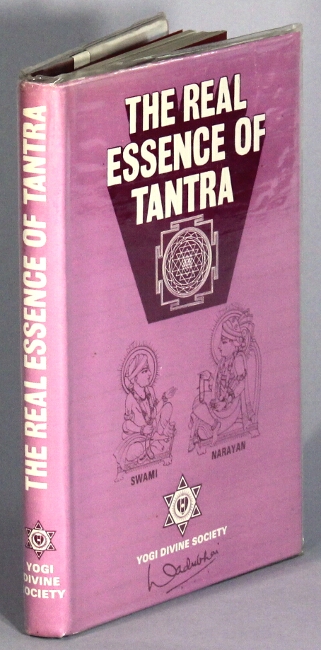 THE REAL
ESSENCE OF
TANTRA
SWAMI
NARAYAN
YOGI DIVINE SOCIETY
THE REAL ESSENCE OF TANTRA
YOGI
DIVINE
SOCIETY